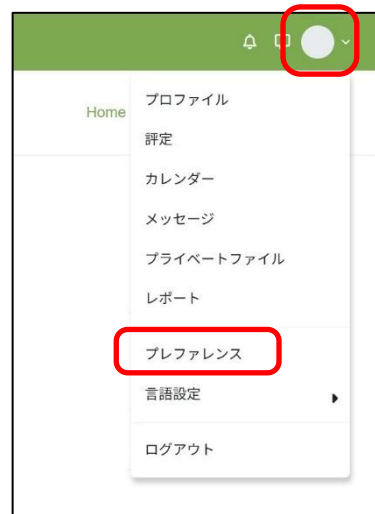 Home
プロファイル
評定
カレンダー
メッセージ
プライベートファイル
レポート
プレファレンス
言語設定
ログアウト